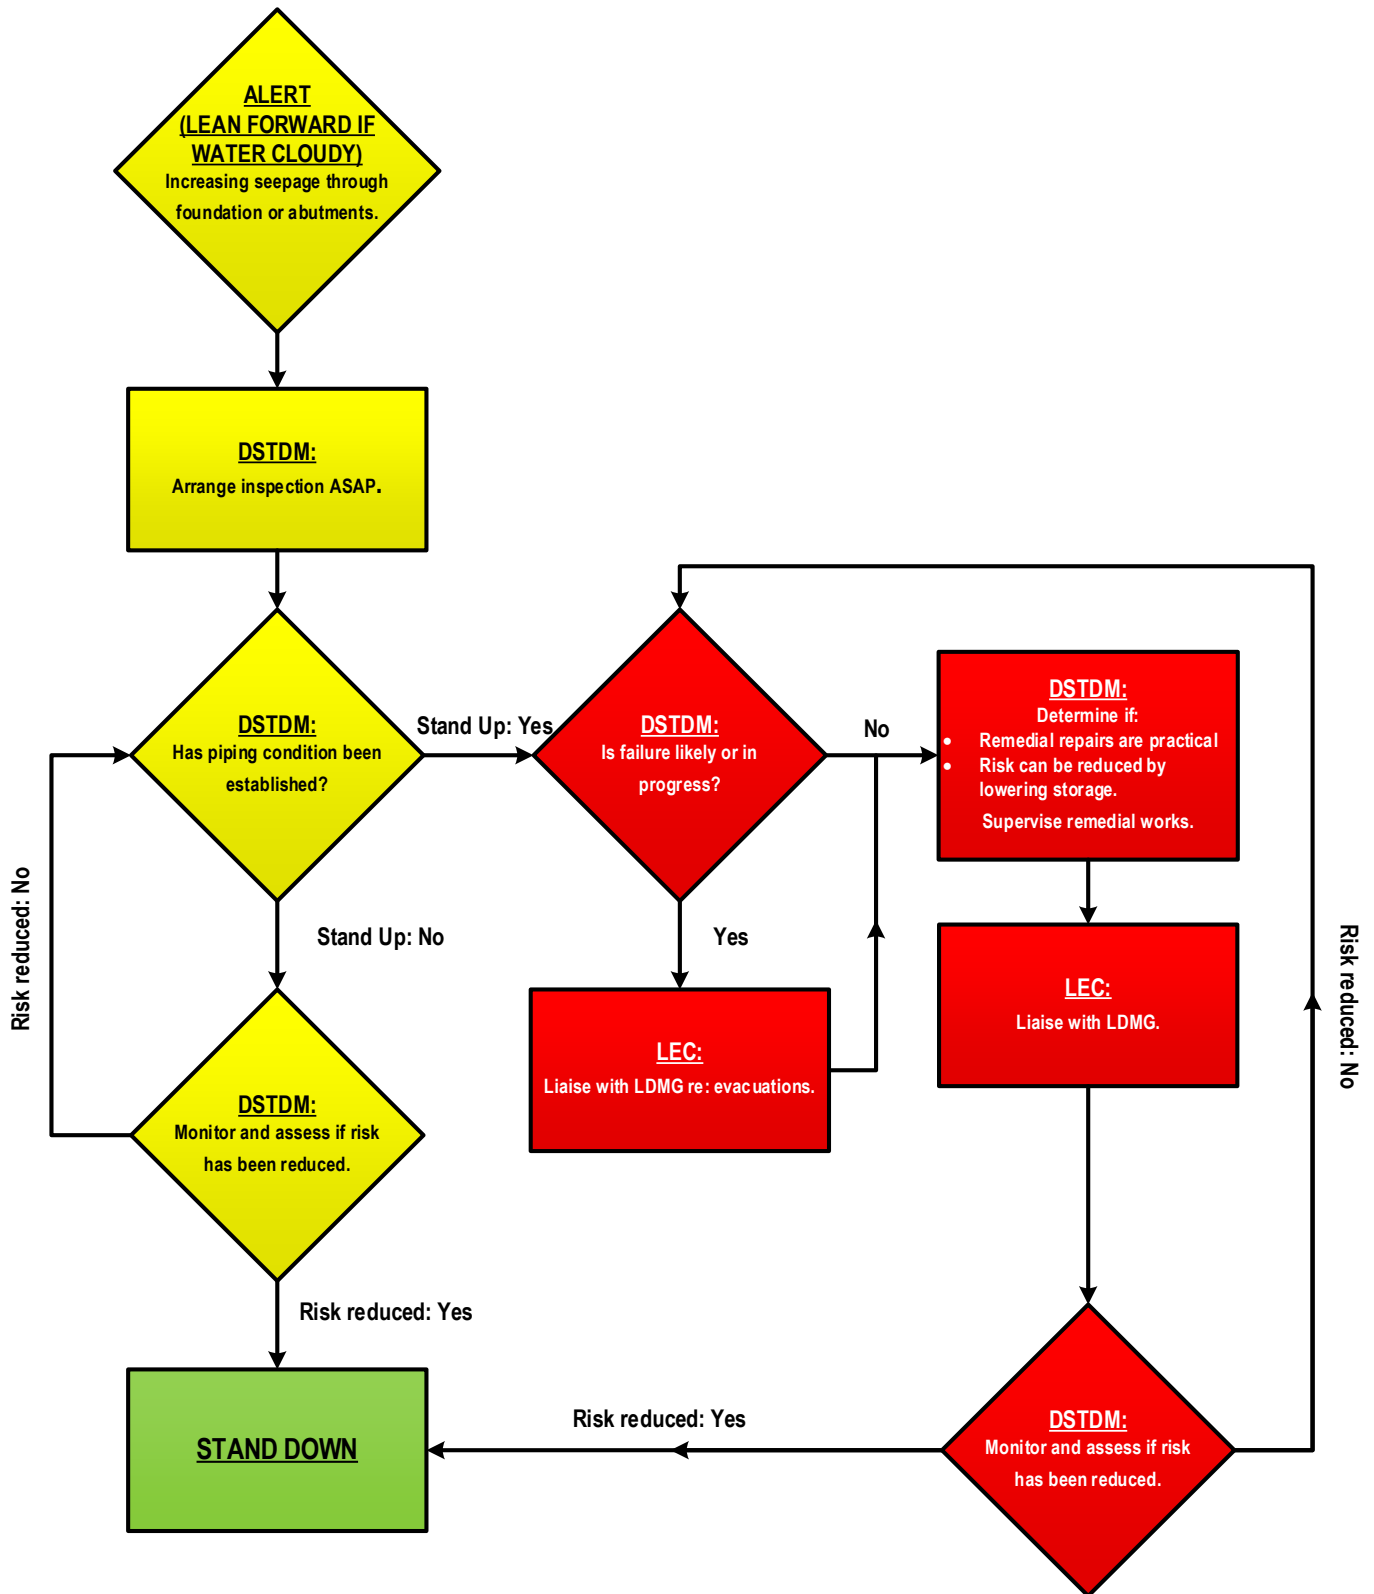 ALERT
(LEAN FORWARD IF
WATER CLOUDY)
Increasing seepage through
foundation or abutments.
DSTDM:
Arrange inspection ASAP.
DSTDM:
Has piping condition been
established?
Stand Up: Yes
DSTDM:
Is failure likely or in
progress?
No
DSTDM:
Determine if:
• Remedial repairs are practical
• Risk can be reduced by
lowering storage.
Supervise remedial works.
Risk reduced: No
Stand Up: No
Yes
LEC:
Liaise with LDMG re: evacuations.
LEC:
Liaise with LDMG.
Risk reduced: No
DSTDM:
Monitor and assess if risk
has been reduced.
Risk reduced: Yes
STAND DOWN
Risk reduced: Yes
DSTDM:
Monitor and assess if risk
has been reduced.